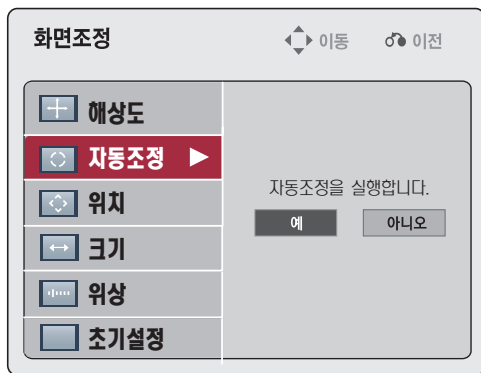 화면조정
이동 이전
해상도
자동조정
위치
크기
위상
초기설정
자동조정을 실행합니다.
예 아니오